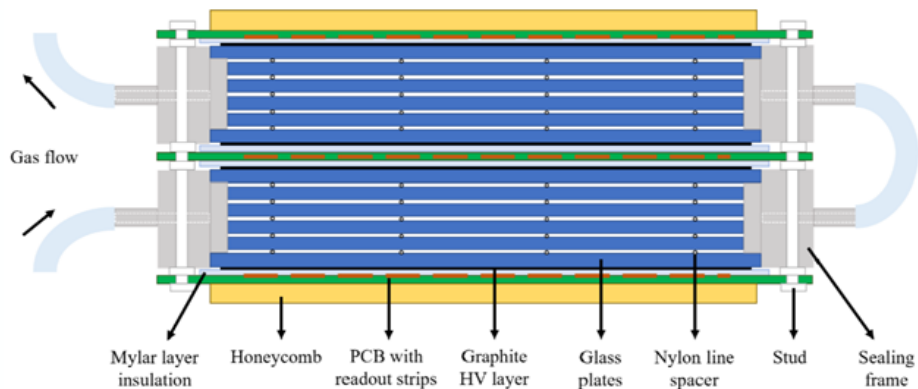 Gas flow
Mylar layer
insulation
Honeycomb
PCB with
readout strips
Graphite
HV layer
Glass
plates
Nylon line
spacer
Stud
Sealing
frame